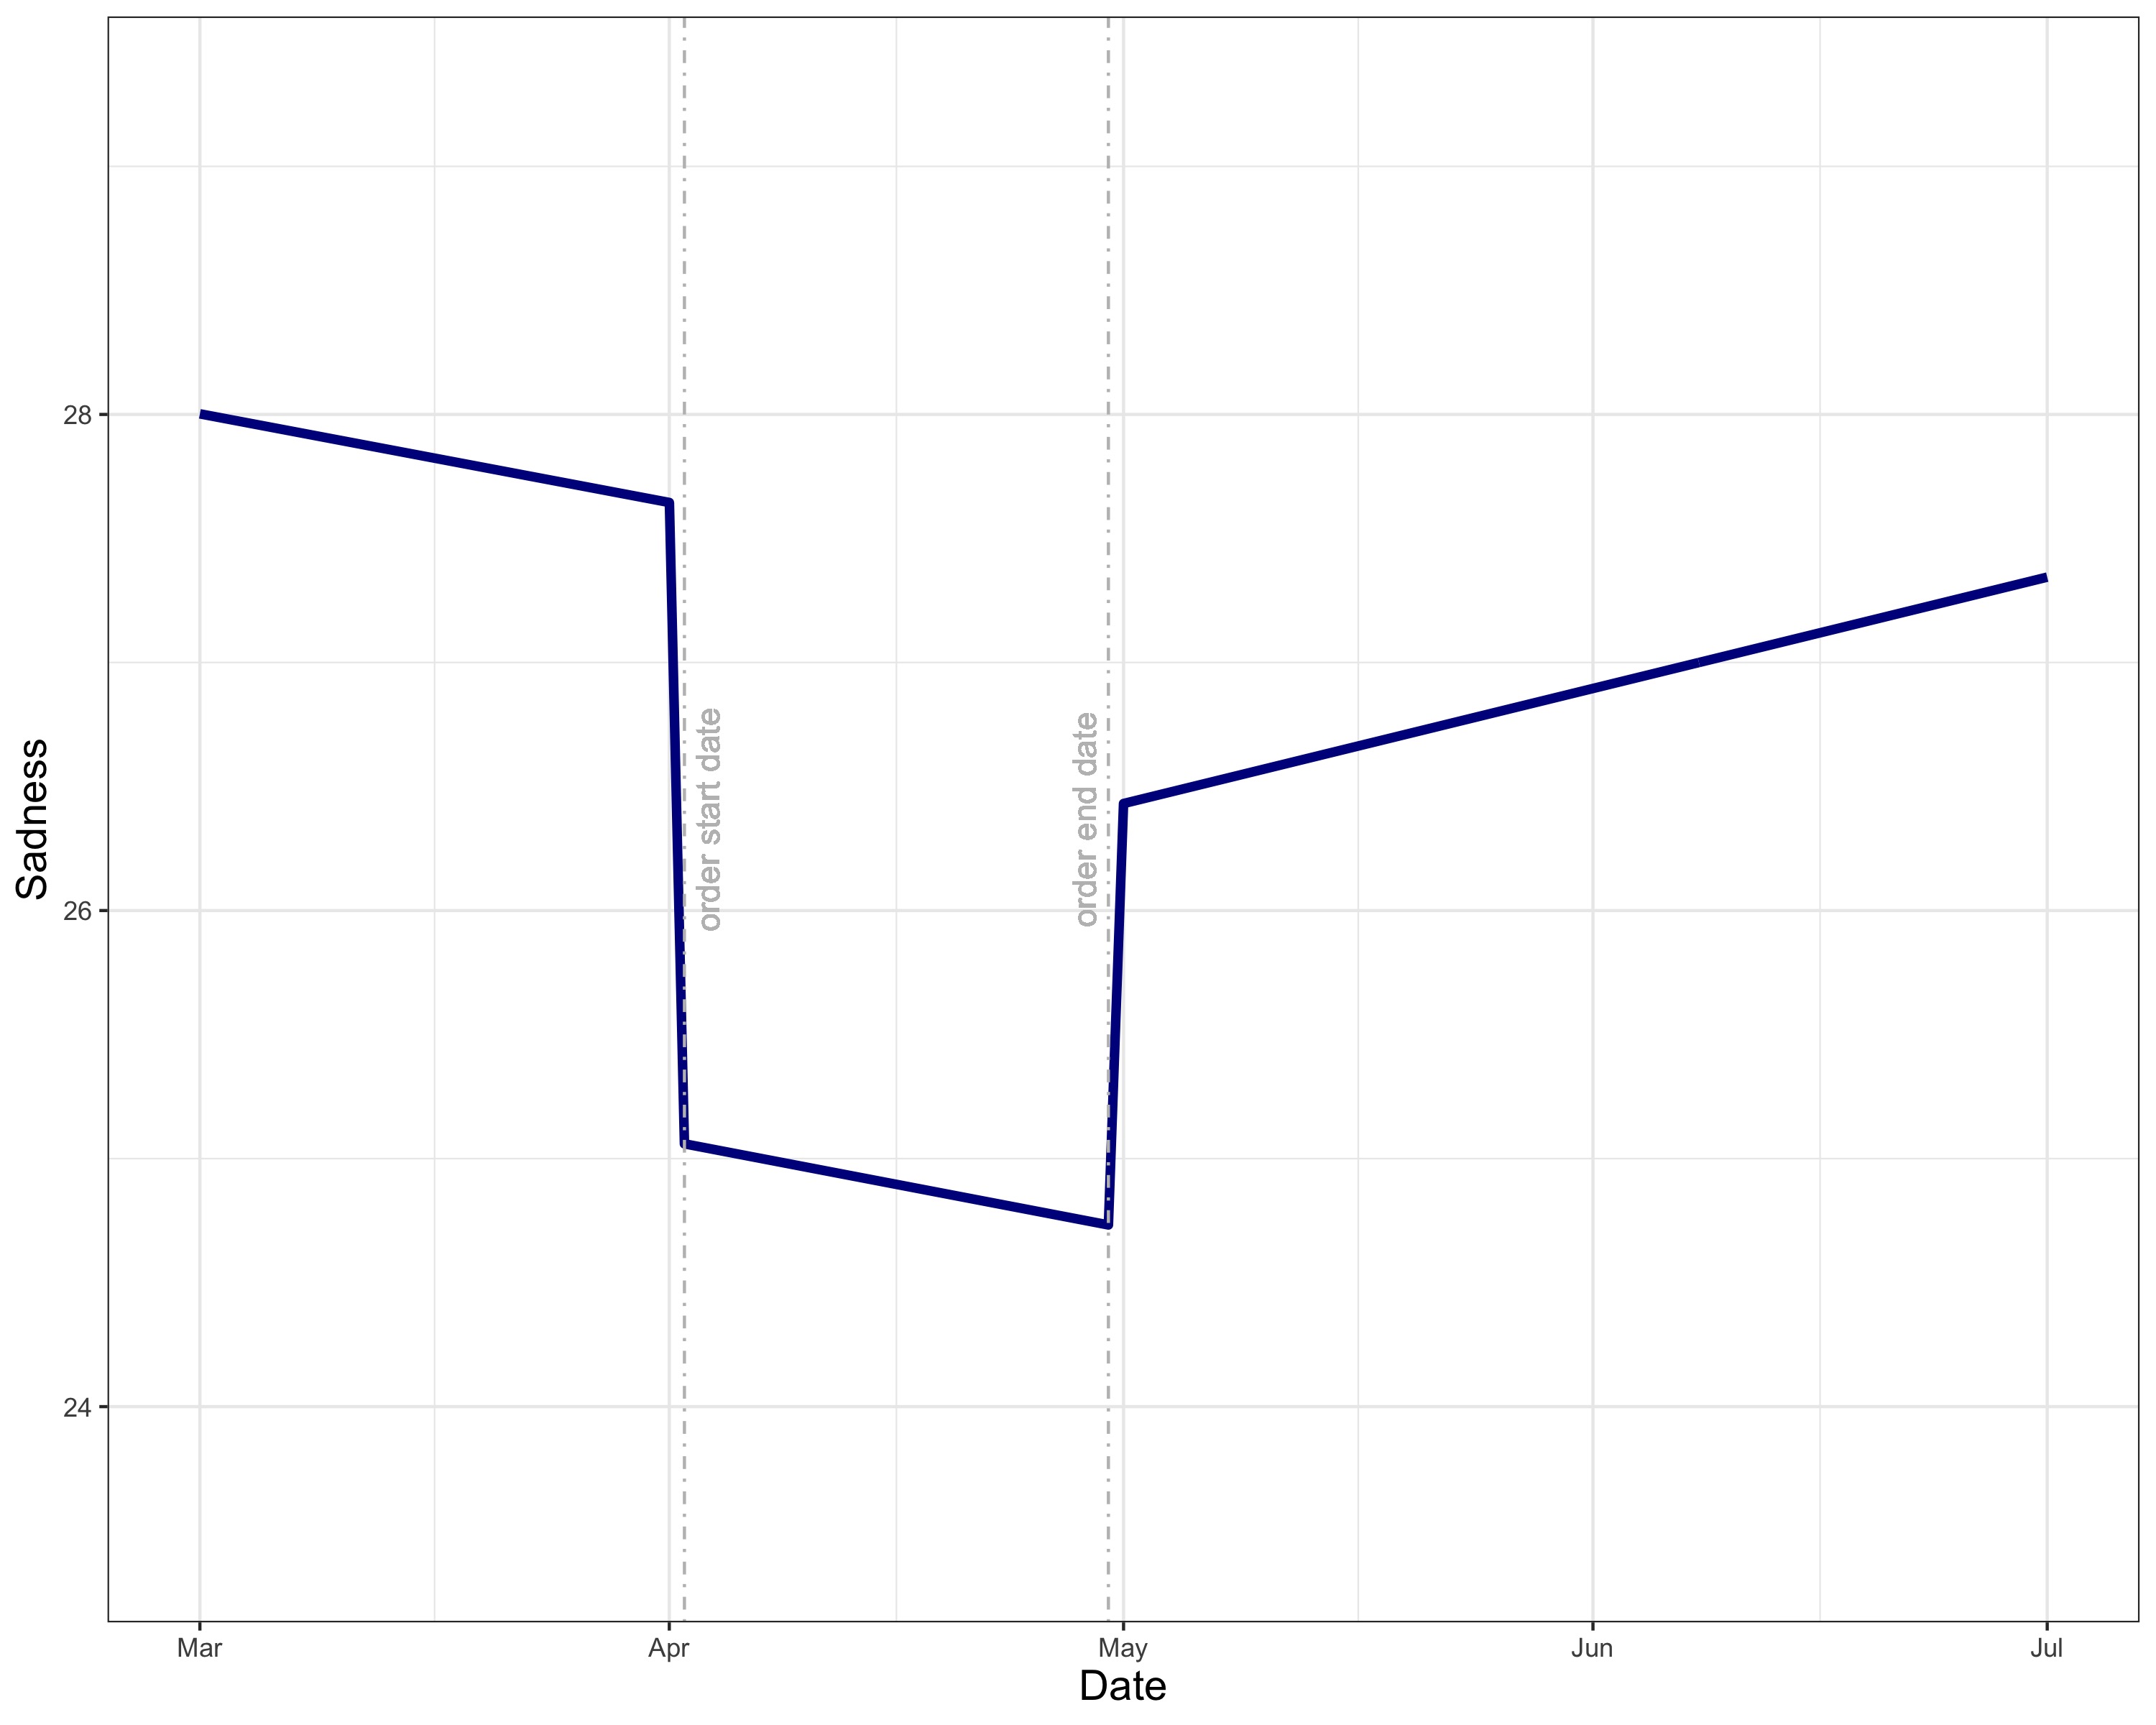 Sadness
28
26
24
order start date
order end date
Mar Apr May Jun Jul
Date